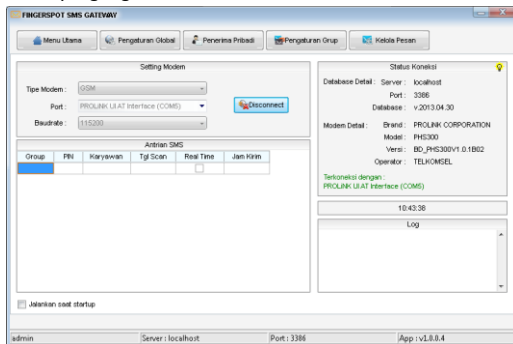 FINGERSPOT SMS GATEWAY
Menu Utama
Pengaturan Global
Penerima Pribadi
Pengaturan Grup
Kelola Pesan
Setting Modem
Tipe Modem :
GSM
Port :
PROLiNK UI AT Interface (COM5)
Baudrate :
115200
Disconnect
Antrian SMS
Group PIN Karyawan Tgl Scan Real Time Jam Kirim
Jalankan saat startup
Status Koneksi
Database Detail : Server : localhost
Port : 3386
Database : v.2013.04.30
Modem Detail : Brand : PROLiNK CORPORATION
Model : PHS300
Versi : BD_PHS300V1.0.1B02
Operator : TELKOMSEL
Terkoneksi dengan :
PROLiNK UI AT Interface (COM5)
10:43:38
Log
admin
Server : localhost
Port : 3386
App : v1.0.0.4